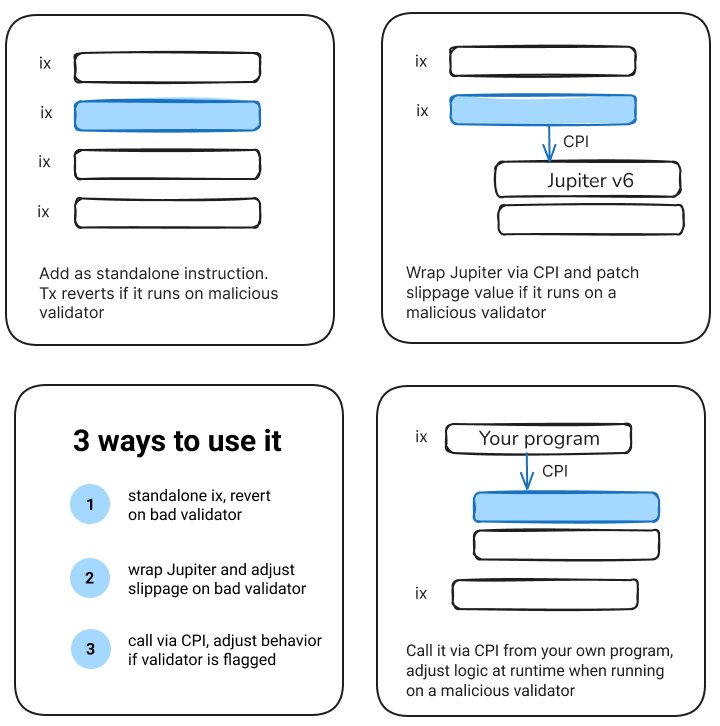 ix
ix
ix
ix
Add as standalone instruction.
Tx reverts if it runs on malicious
validator
ix
ix
CPI
Jupiter v6
Wrap Jupiter via CPI and patch
slippage value if it runs on a
malicious validator
3 ways to use it
1
standalone ix, revert
on bad validator
2
wrap Jupiter and adjust
slippage on bad validator
3
call via CPI, adjust behavior
if validator is flagged
ix
Your program
CPI
ix
Call it via CPI from your own program,
adjust logic at runtime when running
on a malicious validator